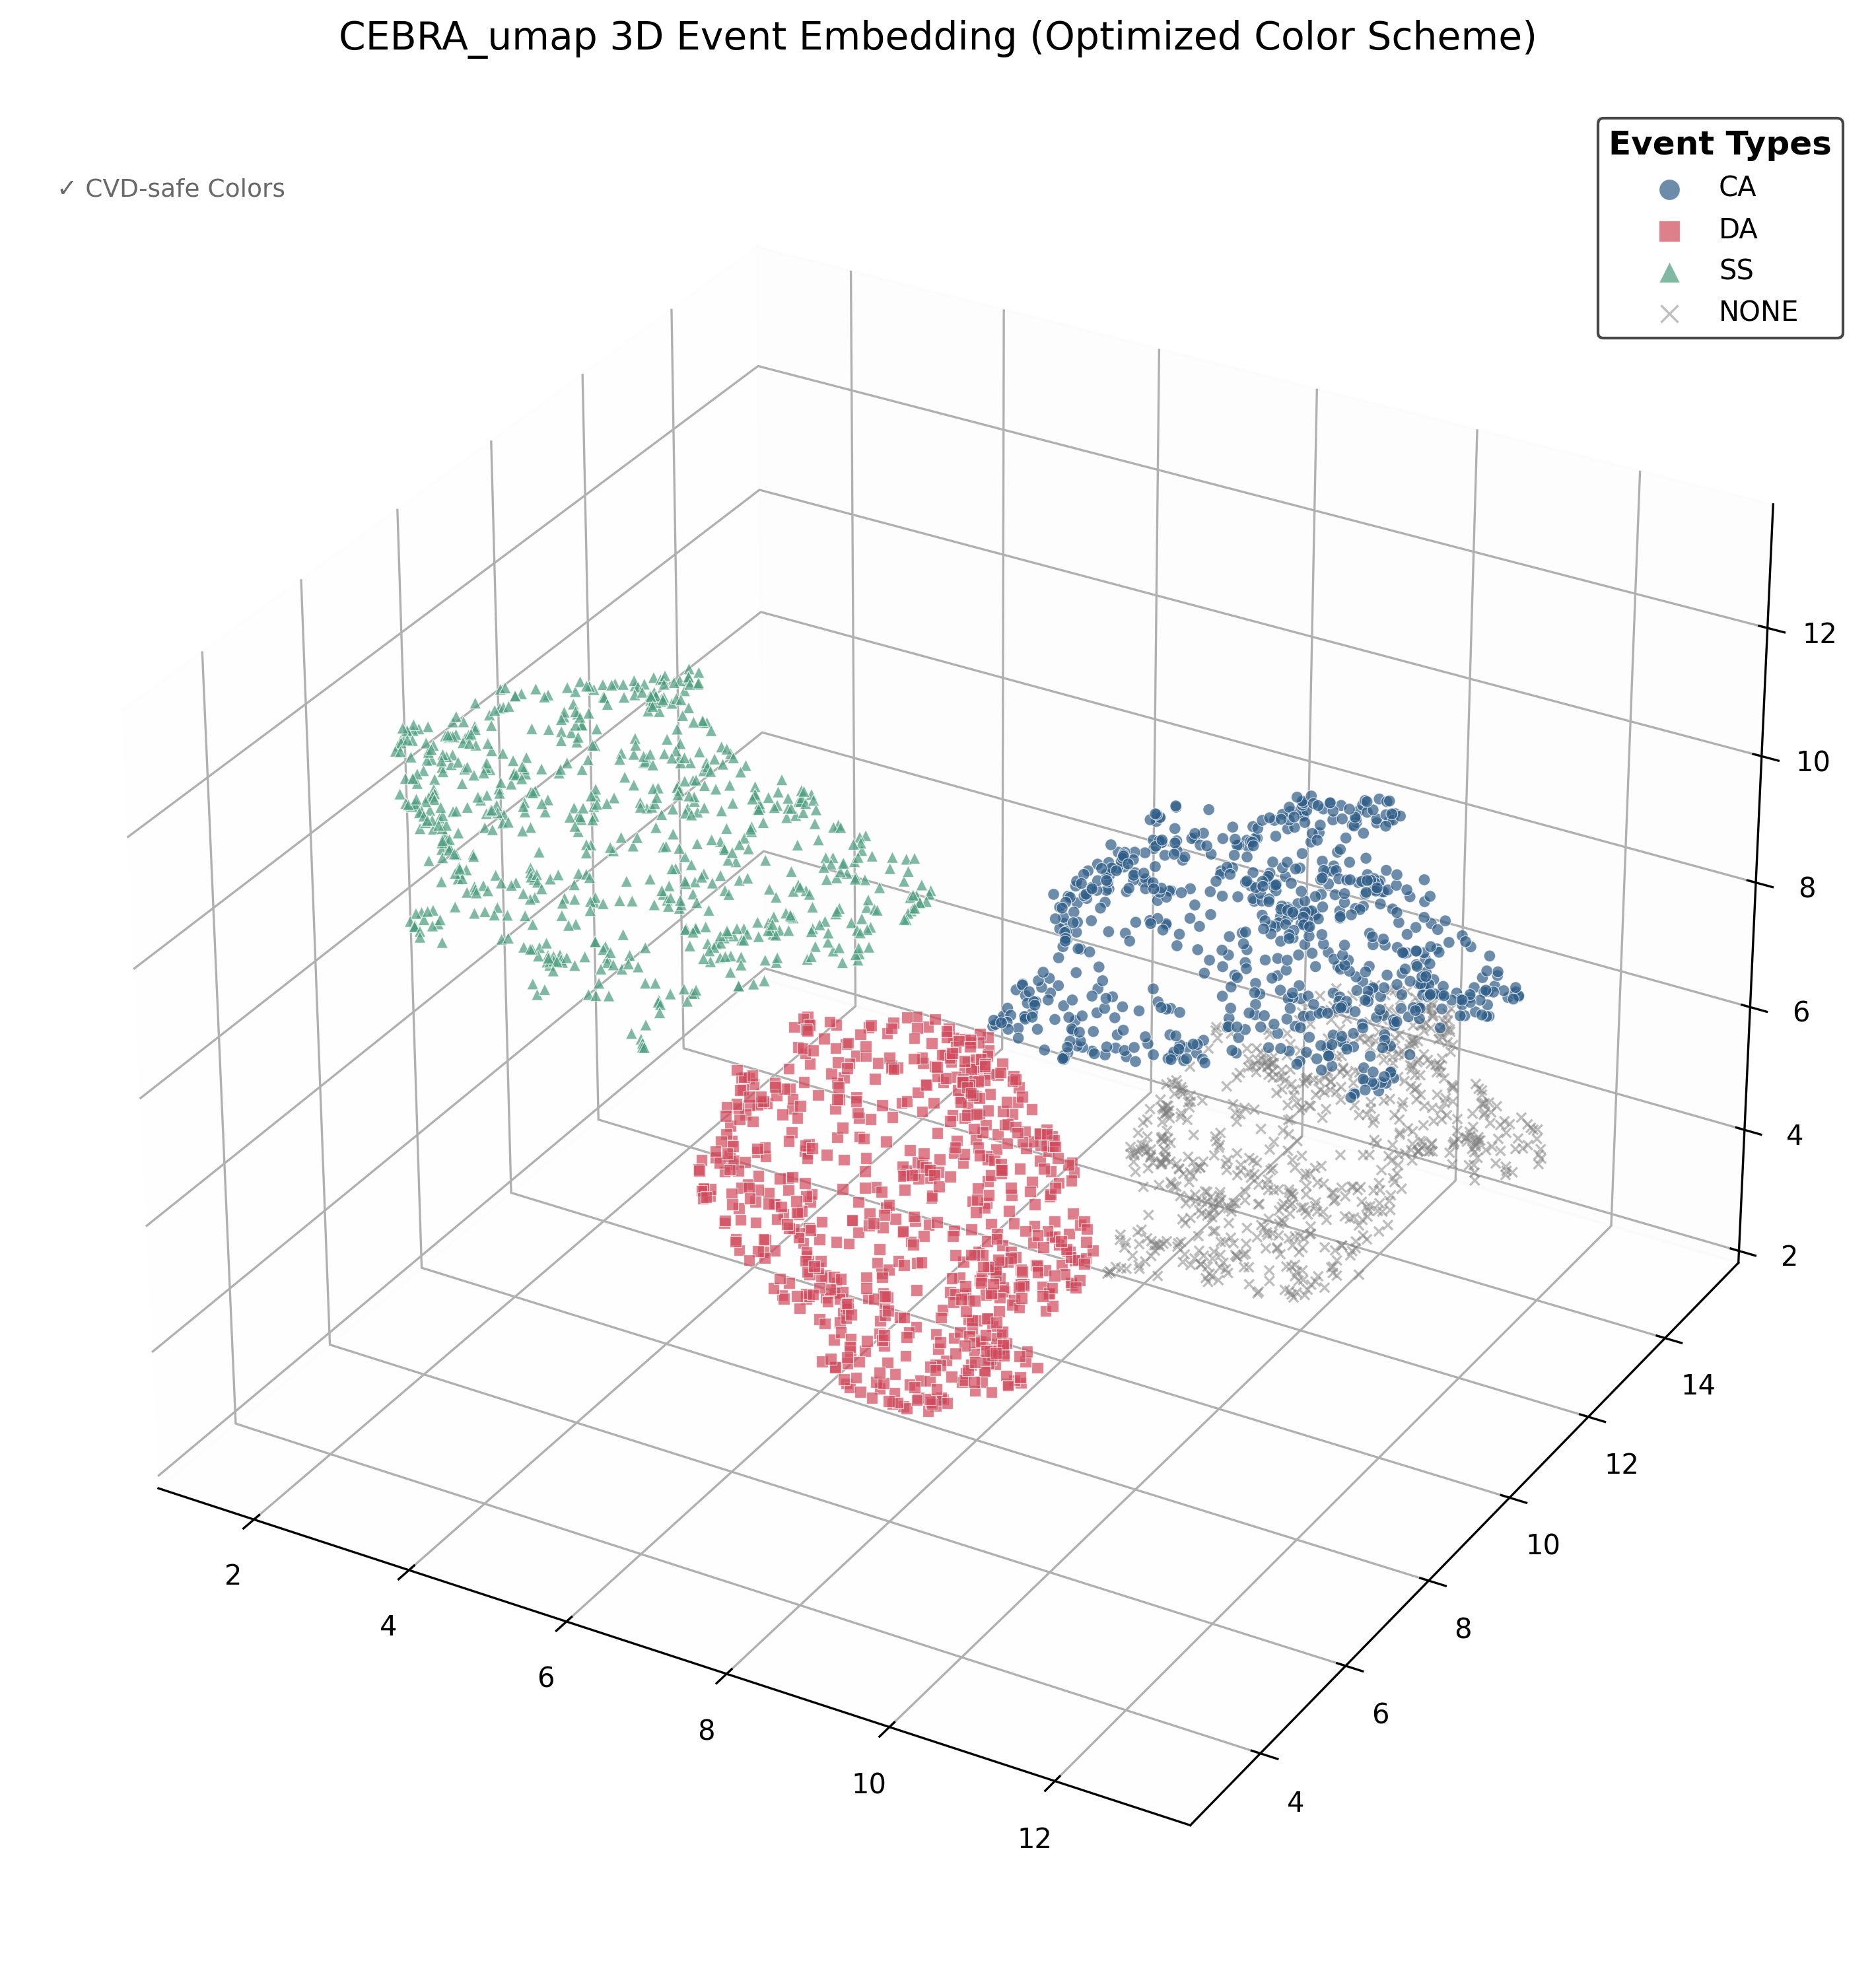 CEBRA_umap 3D Event Embedding (Optimized Color Scheme)
✓ CVD-safe Colors
Event Types
CA
DA
SS
NONE
12
10
8
6
4
2
14
12
10
8
6
4
2
4
6
8
10
12